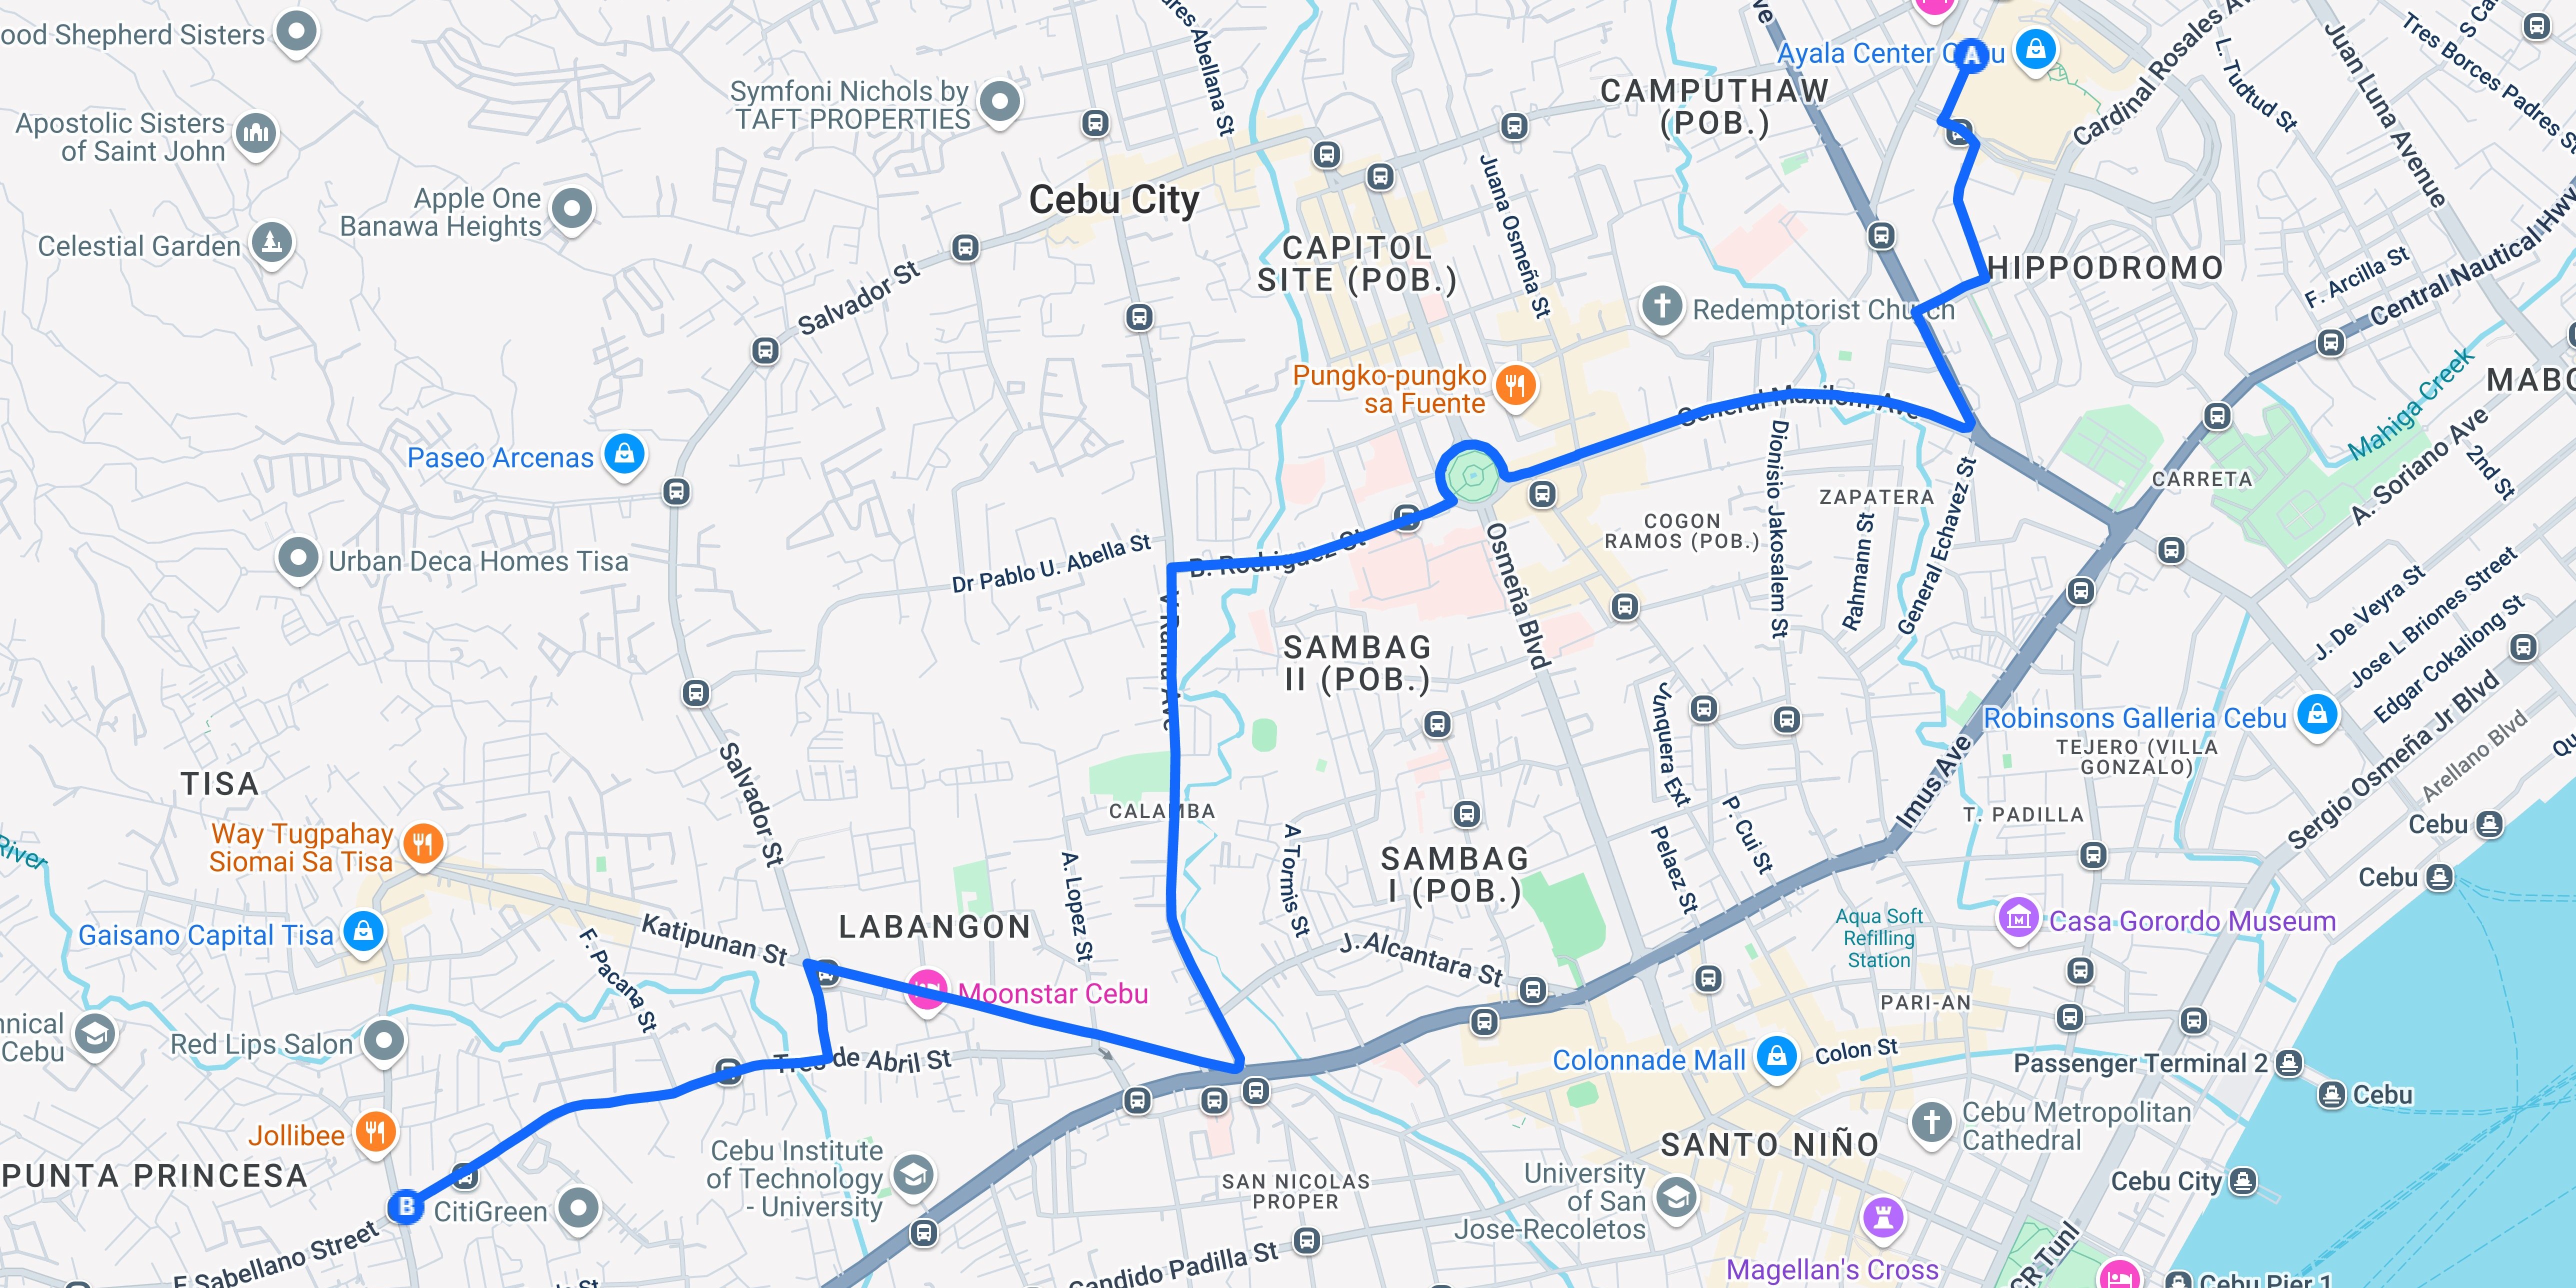 ood Shepherd Sisters
Apostolic Sisters
of Saint John
Celestial Garden
Apple One
Banawa Heights
Symfoni Nichols by
TAFT PROPERTIES
Abellana St
Cebu City
CAPITOL
SITE (POB.)
Juana Osmeña St
CAMPUTHAW
(POB.)
Ayala Center Cebu
A
Cardinal Rosales
L. Tudtud St
Juan Luna Avenue
Tres Borces Padres St
HIPPODROMO
Redemptorist Church
F. Arcilla St
Central Nautical Hwy
Mahiga Creek
A. Soriano Ave
2nd St
CARRETA
Salvador St
Pungko-pungko
sa Fuente
General Maxilom Ave
Paseo Arcenas
Urban Deca Homes Tisa
Dr Pablo U. Abella St
B. Rodriguez St
V Rama Ave
Osmeña Blvd
COGON
RAMOS (POB.)
ZAPATERA
Dionisio Jakosalem St
Rahmann St
General Echavez St
J. De Veyra St
Jose L Briones Street
Edgar Cokaliong St
SAMBAG
II (POB.)
Junquera Ext
Robinsons Galleria Cebu
TEJERO (VILLA
GONZALO)
Sergio Osmeña Jr Blvd
Arellano Blvd
TISA
Salvador St
CALAMBA
Imus Ave
T. PADILLA
Cebu
River
Way Tugpahay
Siomai Sa Tisa
A. Lopez St
A Tormis St
SAMBAG
I (POB.)
Pelaez St
P. Cui St
Cebu
Gaisano Capital Tisa
Katipunan St
LABANGON
F. Pacana St
J. Alcantara St
Aqua Soft
Refilling
Station
Casa Gorordo Museum
Moonstar Cebu
PARI-AN
hnical
Cebu
Red Lips Salon
Tres de Abril St
Colonnade Mall
Colon St
Passenger Terminal 2
Cebu
Jollibee
Cebu Metropolitan
Cathedral
PUNTA PRINCESA
Cebu Institute
of Technology
- University
SANTO NIÑO
SAN NICOLAS
PROPER
University
of San
Jose-Recoletos
Cebu City
B
CitiGreen
F Sabellano Street
Candido Padilla St
Magellan's Cross
Cebu Pier 1